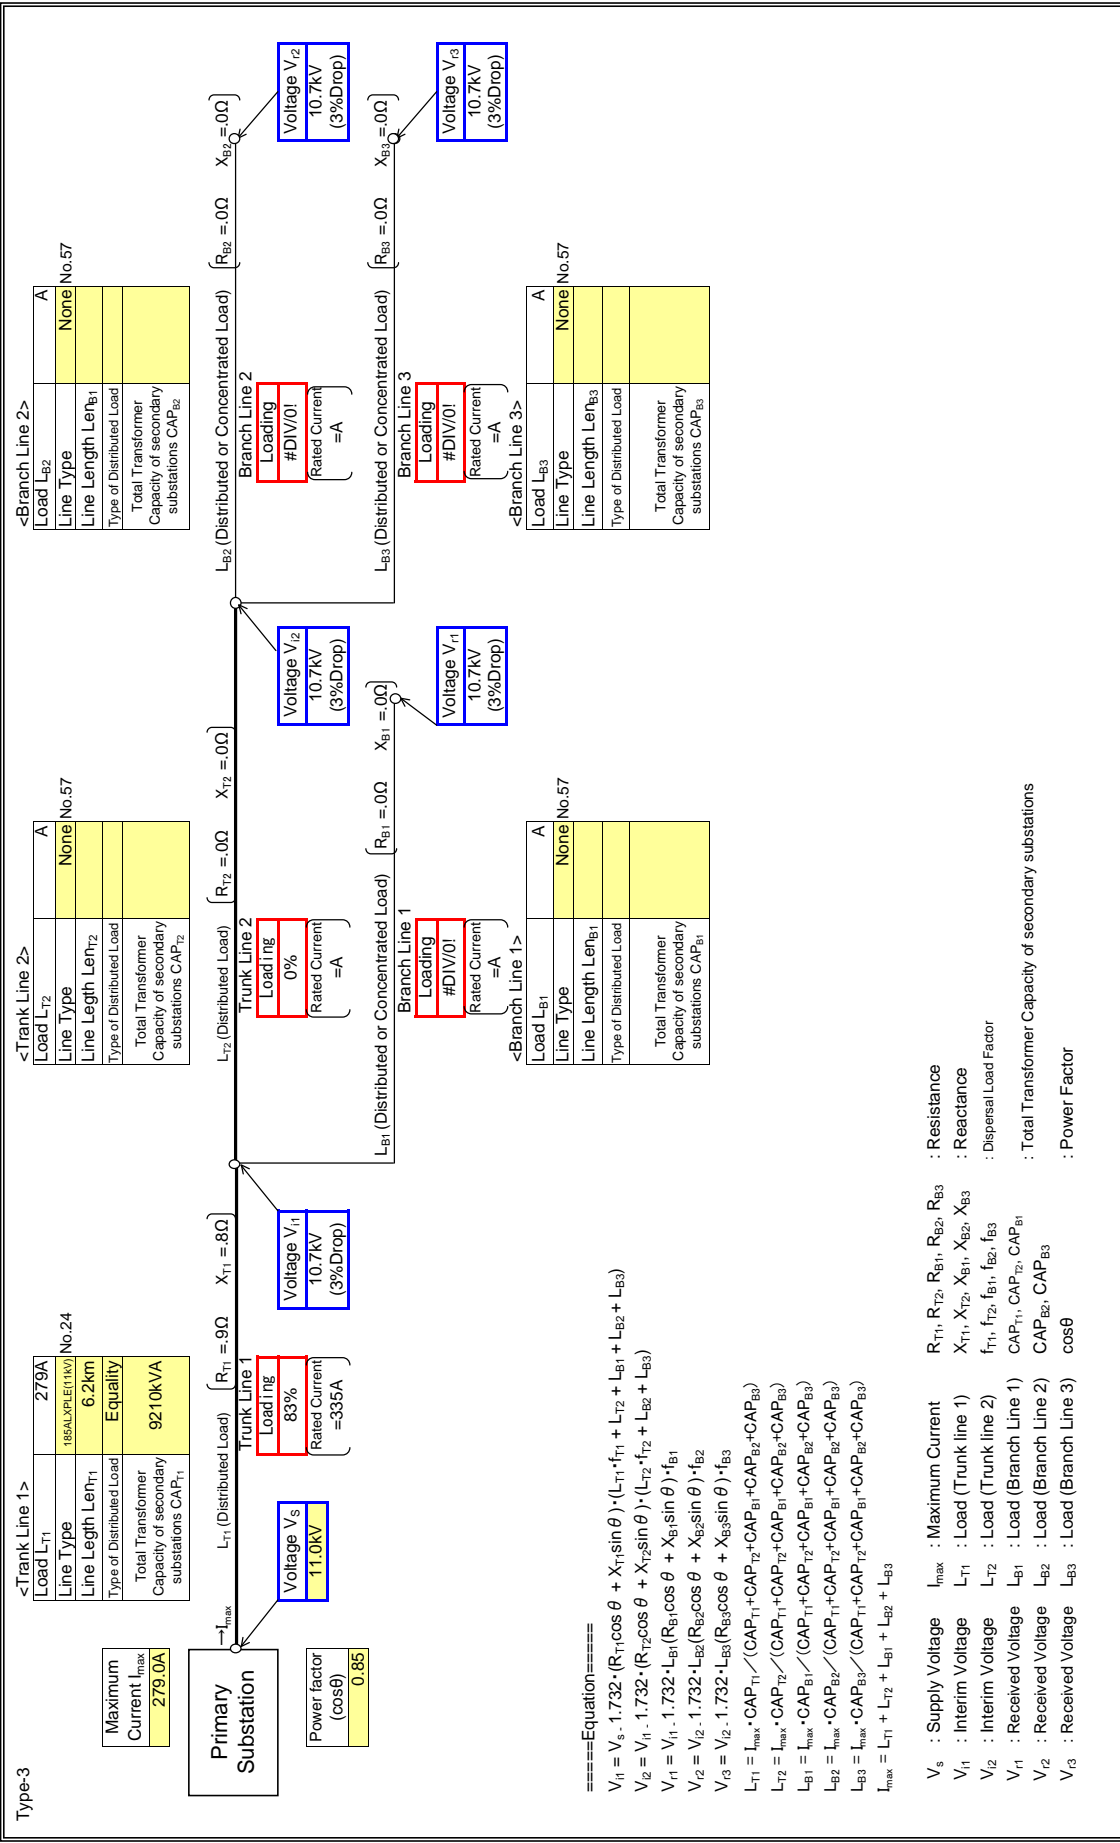 Type-3
Maximum
Current Imax
279.0A
Primary
Substation
Power factor
(cosθ)
0.85
→Imax
Voltage Vs
11.0kV
<Trank Line 1>
Load LT1 279A
Line Type 185ALXPLE(11kV) No.24
Line Legth LenT1 6.2km
Type of Distributed Load Equality
Total Transformer
Capacity of secondary
substations CAPT1
9210kVA
LT1 (Distributed Load) RT1 =.9Ω XT1 =.8Ω
Trunk Line 1
Loading
83%
Rated Current
=335A
Voltage Vi1
10.7kV
(3%Drop)
<Trank Line 2>
Load LT2 A
Line Type None No.57
Line Legth LenT2
Type of Distributed Load
Total Transformer
Capacity of secondary
substations CAPT2
LT2 (Distributed Load) RT2 =.0Ω XT2 =.0Ω
Trunk Line 2
Loading
0%
Rated Current
=A
Voltage Vi2
10.7kV
(3%Drop)
LB1 (Distributed or Concentrated Load) RB1 =.0Ω XB1 =.0Ω
Branch Line 1
Loading
#DIV/0!
Rated Current
=A
Voltage Vr1
10.7kV
(3%Drop)
<Branch Line 1>
Load LB1 A
Line Type None No.57
Line Length LenB1
Type of Distributed Load
Total Transformer
Capacity of secondary
substations CAPB1
<Branch Line 2>
Load LB2 A
Line Type None No.57
Line Length LenB1
Type of Distributed Load
Total Transformer
Capacity of secondary
substations CAPB2
LB2 (Distributed or Concentrated Load) RB2 =.0Ω XB2 =.0Ω
Branch Line 2
Loading
#DIV/0!
Rated Current
=A
Voltage Vr2
10.7kV
(3%Drop)
LB3 (Distributed or Concentrated Load) RB3 =.0Ω XB3 =.0Ω
Branch Line 3
Loading
#DIV/0!
Rated Current
=A
Voltage Vr3
10.7kV
(3%Drop)
<Branch Line 3>
Load LB3 A
Line Type None No.57
Line Length LenB3
Type of Distributed Load
Total Transformer
Capacity of secondary
substations CAPB3
=====Equation=====
Vi1 = Vs - 1.732・(RT1cos θ + XT1sin θ)・(LT1・fT1 + LT2 + LB1 + LB2 + LB3)
Vi2 = Vi1 - 1.732・(RT2cos θ + XT2sin θ)・(LT2・fT2 + LB2 + LB3)
Vr1 = Vi1 - 1.732・LB1(RB1cos θ + XB1sin θ)・fB1
Vr2 = Vi2 - 1.732・LB2(RB2cos θ + XB2sin θ)・fB2
Vr3 = Vi2 - 1.732・LB3(RB3cos θ + XB3sin θ)・fB3
LT1 = Imax・CAPT1／(CAPT1+CAPT2+CAPB1+CAPB2+CAPB3)
LT2 = Imax・CAPT2／(CAPT1+CAPT2+CAPB1+CAPB2+CAPB3)
LB1 = Imax・CAPB1／(CAPT1+CAPT2+CAPB1+CAPB2+CAPB3)
LB2 = Imax・CAPB2／(CAPT1+CAPT2+CAPB1+CAPB2+CAPB3)
LB3 = Imax・CAPB3／(CAPT1+CAPT2+CAPB1+CAPB2+CAPB3)
Imax = LT1 + LT2 + LB1 + LB2 + LB3
Vs : Supply Voltage Imax : Maximum Current RT1, RT2, RB1, RB2, RB3 : Resistance
Vi1 : Interim Voltage LT1 : Load (Trunk line 1) XT1, XT2, XB1, XB2, XB3 : Reactance
Vi2 : Interim Voltage LT2 : Load (Trunk line 2) fT1, fT2, fB1, fB2, fB3 : Dispersal Load Factor
Vr1 : Received Voltage LB1 : Load (Branch Line 1) CAPT1, CAPT2, CAPB1
Vr2 : Received Voltage LB2 : Load (Branch Line 2) CAPB2, CAPB3 : Total Transformer Capacity of secondary substations
Vr3 : Received Voltage LB3 : Load (Branch Line 3) cosθ : Power Factor